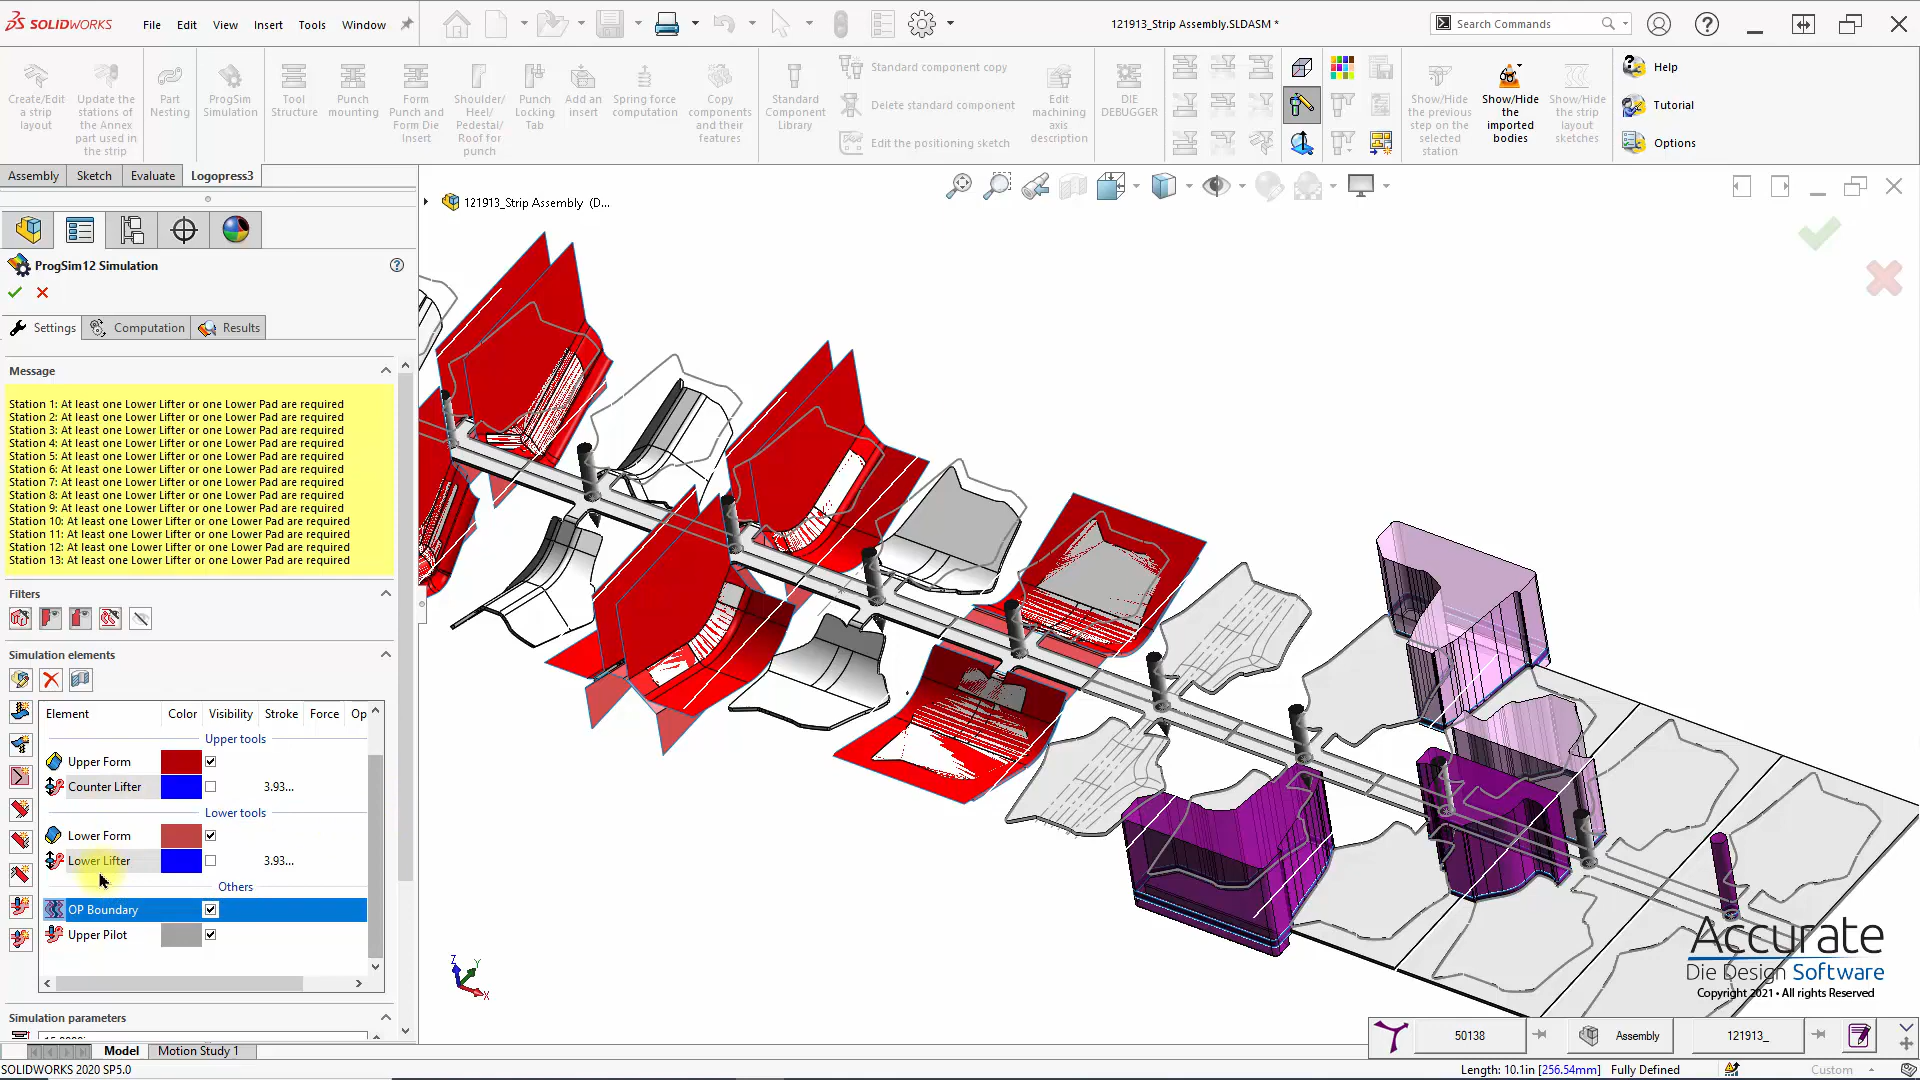 SOLIDWORKS File Edit View Insert Tools Window
121913_Strip Assembly.SLDASM *
Search Commands
Create/Edit a strip layout
Update the stations of the Annex part used in the strip
Part Nesting
ProgSim Simulation
Tool Structure
Punch mounting
Form Punch and Form Die Insert
Shoulder/ Heel/ Pedestal/ Roof for punch
Punch Locking Tab
Add an insert
Spring force computation
Copy components and their features
Standard Component Library
Standard component copy
Delete standard component
Edit the positioning sketch
Edit machining axis description
DIE DEBUGGER
Show/Hide the previous step on the selected station
Show/Hide the imported bodies
Show/Hide the strip layout sketches
Help
Tutorial
Options
Assembly Sketch Evaluate Logopress3
121913_Strip Assembly (D...
ProgSim12 Simulation
Settings Computation Results
Message
Station 1: At least one Lower Lifter or one Lower Pad are required
Station 2: At least one Lower Lifter or one Lower Pad are required
Station 3: At least one Lower Lifter or one Lower Pad are required
Station 4: At least one Lower Lifter or one Lower Pad are required
Station 5: At least one Lower Lifter or one Lower Pad are required
Station 6: At least one Lower Lifter or one Lower Pad are required
Station 7: At least one Lower Lifter or one Lower Pad are required
Station 8: At least one Lower Lifter or one Lower Pad are required
Station 9: At least one Lower Lifter or one Lower Pad are required
Station 10: At least one Lower Lifter or one Lower Pad are required
Station 11: At least one Lower Lifter or one Lower Pad are required
Station 12: At least one Lower Lifter or one Lower Pad are required
Station 13: At least one Lower Lifter or one Lower Pad are required
Filters
Simulation elements
Element Color Visibility Stroke Force Op
Upper tools
Upper Form
Counter Lifter 3.93...
Lower tools
Lower Form
Lower Lifter 3.93...
Others
OP Boundary
Upper Pilot
Simulation parameters
Z Y X
Accurate
Die Design Software
Copyright 2021 • All rights Reserved
50138 Assembly 121913_
Model Motion Study 1
SOLIDWORKS 2020 SP5.0
Length: 10.1in [256.54mm] Fully Defined Custom